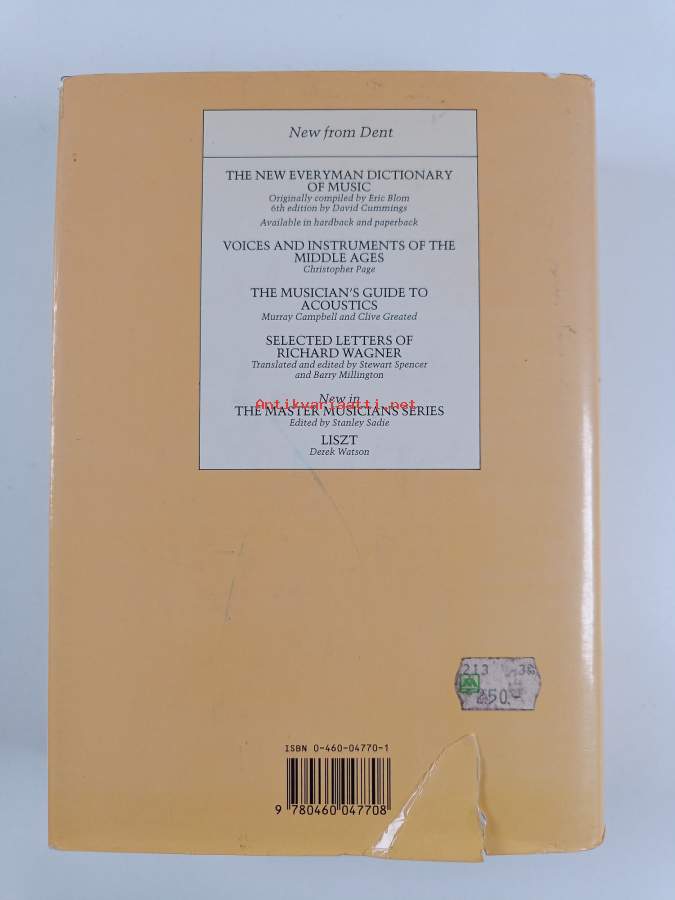 New from Dent
THE NEW EVERYMAN DICTIONARY
OF MUSIC
Originally compiled by Eric Blom
6th edition by David Cummings
Available in hardback and paperback
VOICES AND INSTRUMENTS OF THE
MIDDLE AGES
Christopher Page
THE MUSICIAN'S GUIDE TO
ACOUSTICS
Murray Campbell and Clive Greated
SELECTED LETTERS OF
RICHARD WAGNER
Translated and edited by Stewart Spencer
and Barry Millington
New in
Antikvariaatti.net
THE MASTER MUSICIANS SERIES
Edited by Stanley Sadie
LISZT
Derek Watson
213
50.-
ISBN 0-460-04770-1
9 780460 047708